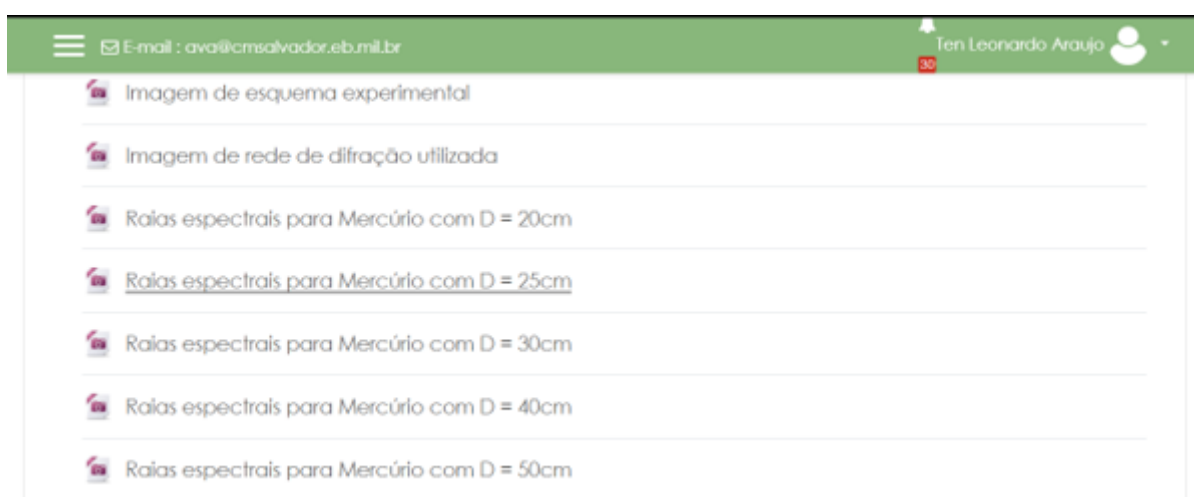 E-mail : ava@cmsalvador.eb.mil.br
Ten Leonardo Araujo
30
Imagem de esquema experimental
Imagem de rede de difração utilizada
Raias espectrais para Mercúrio com D = 20cm
Raias espectrais para Mercúrio com D = 25cm
Raias espectrais para Mercúrio com D = 30cm
Raias espectrais para Mercúrio com D = 40cm
Raias espectrais para Mercúrio com D = 50cm